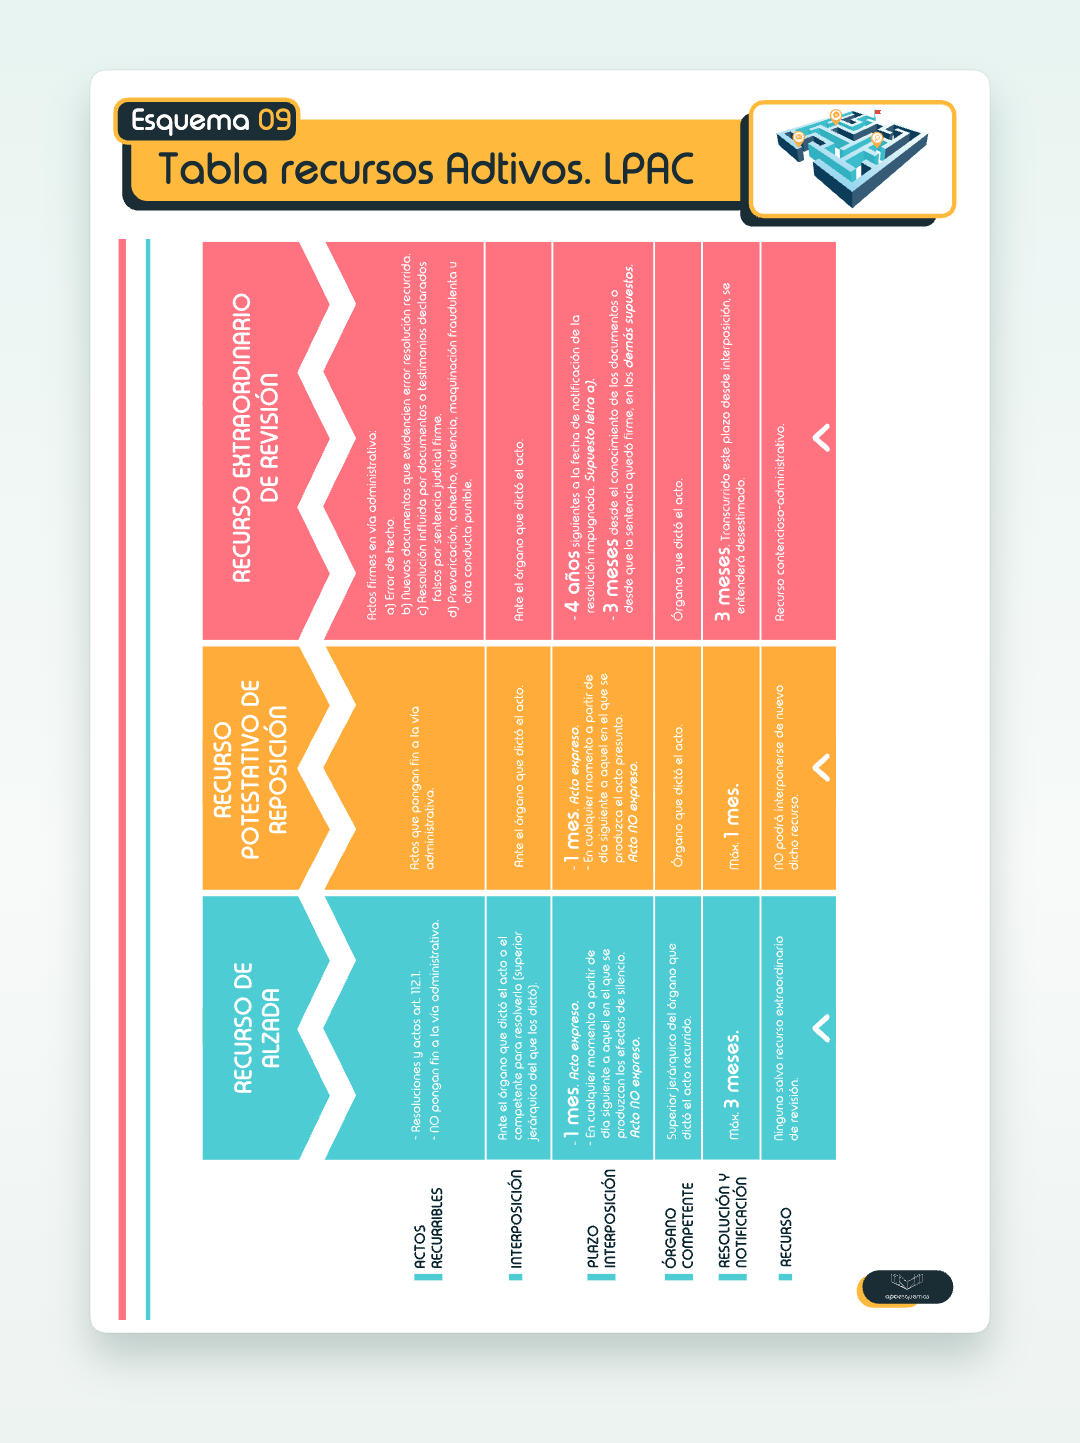 Esquema 09
Tabla recursos Adtivos. LPAC
RECURSO DE
ALZADA
RECURSO
POTESTATIVO DE
REPOSICIÓN
RECURSO EXTRAORDINARIO
DE REVISIÓN
ACTOS
RECURRIBLES
- Resoluciones y actos art. 112.1.
- NO pongan fin a la vía administrativa.
Actos que pongan fin a la vía
administrativa.
Actos firmes en vía administrativa:
a) Error de hecho.
b) Nuevos documentos que evidencien error resolución recurrida.
c) Resolución influida por documentos o testimonios declarados
falsos por sentencia judicial firme.
d) Prevaricación, cohecho, violencia, maquinación fraudulenta u
otra conducta punible.
INTERPOSICIÓN
Ante el órgano que dictó el acto o el
competente para resolverlo (superior
jerárquico del que los dictó).
Ante el órgano que dictó el acto.
Ante el órgano que dictó el acto.
PLAZO
INTERPOSICIÓN
- 1 mes. Acto expreso.
- En cualquier momento a partir de
día siguiente a aquel en el que se
produzcan los efectos de silencio.
Acto NO expreso.
- 1 mes. Acto expreso.
- En cualquier momento a partir de
día siguiente a aquel en el que se
produzca el acto presunto.
Acto NO expreso.
- 4 años siguientes a la fecha de notificación de la
resolución impugnada. Supuesto letra a).
- 3 meses desde el conocimiento de los documentos o
desde que la sentencia quedó firme, en los demás supuestos.
ÓRGANO
COMPETENTE
Superior jerárquico del órgano que
dictó el acto recurrido.
Órgano que dictó el acto.
Órgano que dictó el acto.
RESOLUCIÓN Y
NOTIFICACIÓN
Máx. 3 meses.
Máx. 1 mes.
3 meses. Transcurrido este plazo desde interposición, se
entenderá desestimado.
RECURSO
Ninguno salvo recurso extraordinario
de revisión.
NO podrá interponerse de nuevo
dicho recurso.
Recurso contencioso-administrativo.
opoesquemas